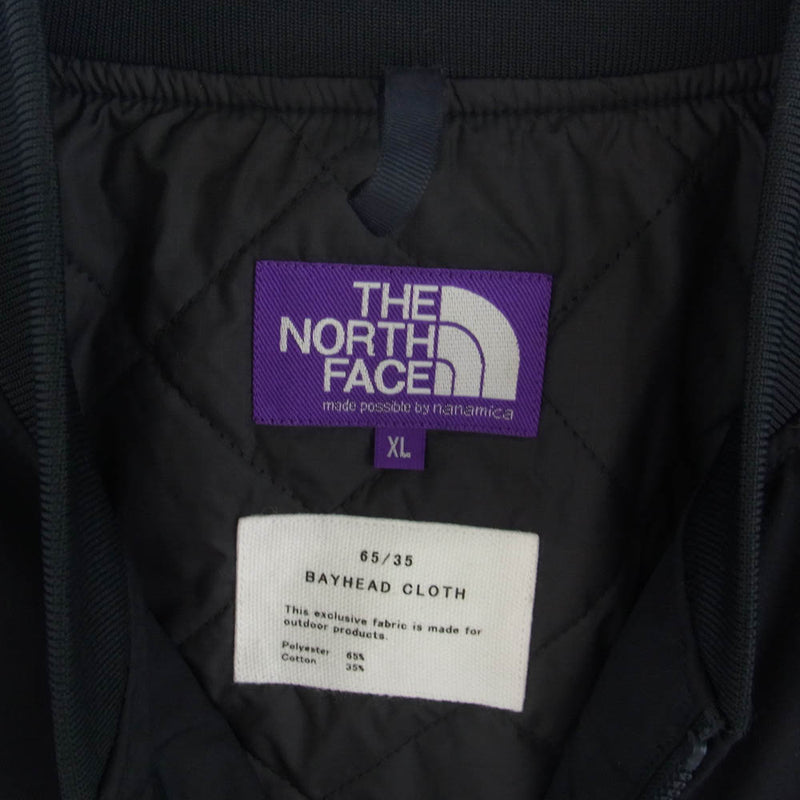 THE
NORTH
FACE
made possible by nanamica
XL
65/35
BAYHEAD CLOTH
This exclusive fabric is made for
outdoor products.
Polyester 65%
Cotton 35%